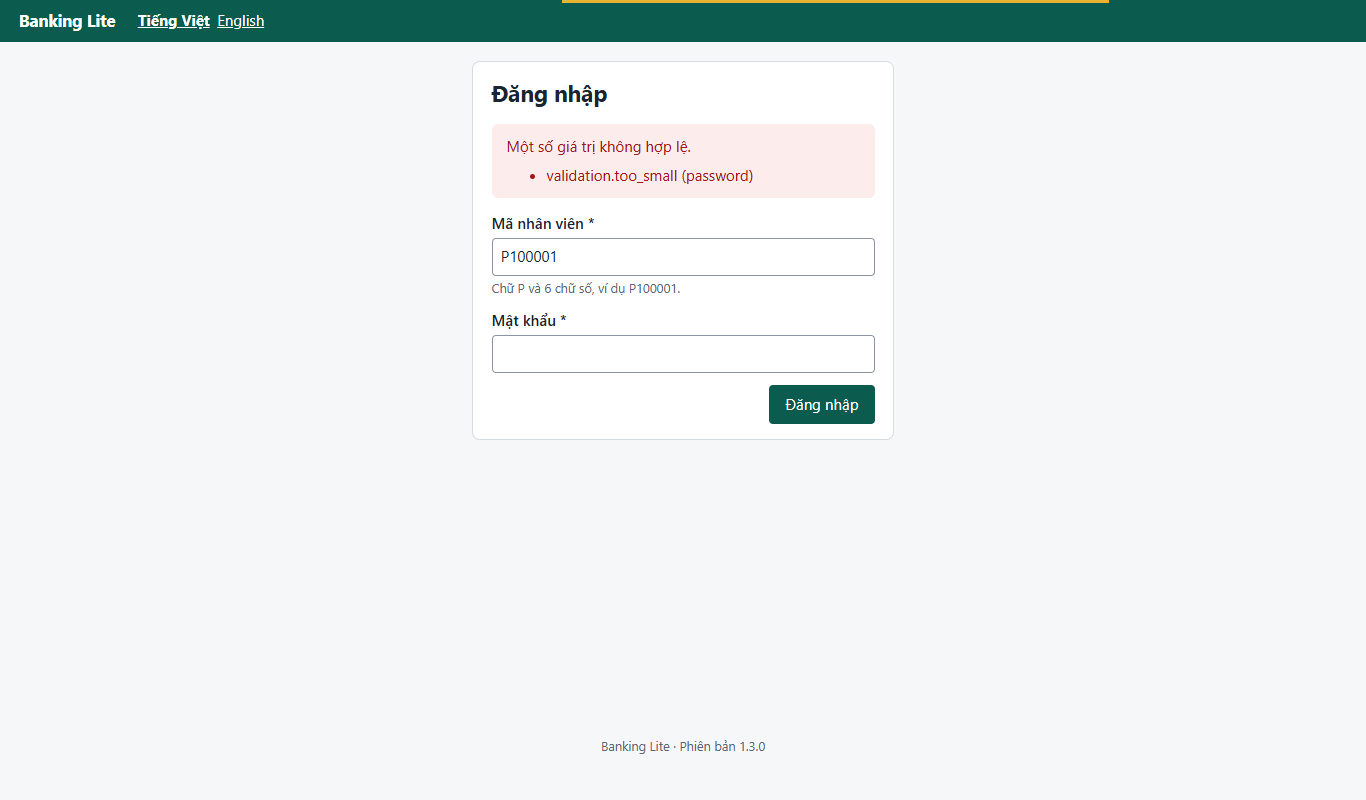 Banking Lite Tiếng Việt English
Đăng nhập
Một số giá trị không hợp lệ.
• validation.too_small (password)
Mã nhân viên *
P100001
Chữ P và 6 chữ số, ví dụ P100001.
Mật khẩu *
Đăng nhập
Banking Lite · Phiên bản 1.3.0